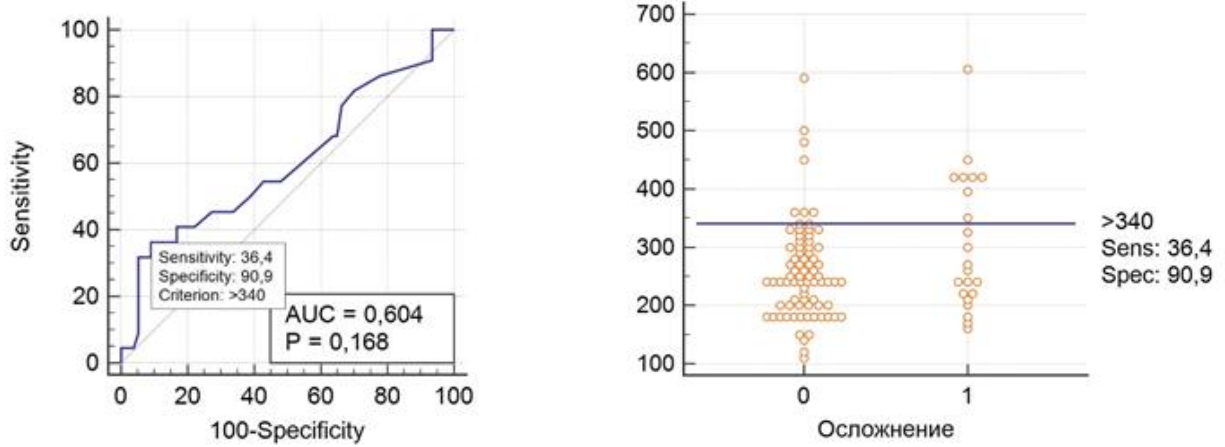 100
80
60
40
20
0
Sensitivity
Sensitivity: 36,4
Specificity: 90,9
Criterion: >340
AUC = 0,604
P = 0,168
0 20 40 60 80 100
100-Specificity
700
600
500
400
300
200
100
>340
Sens: 36,4
Spec: 90,9
0 1
Осложнение